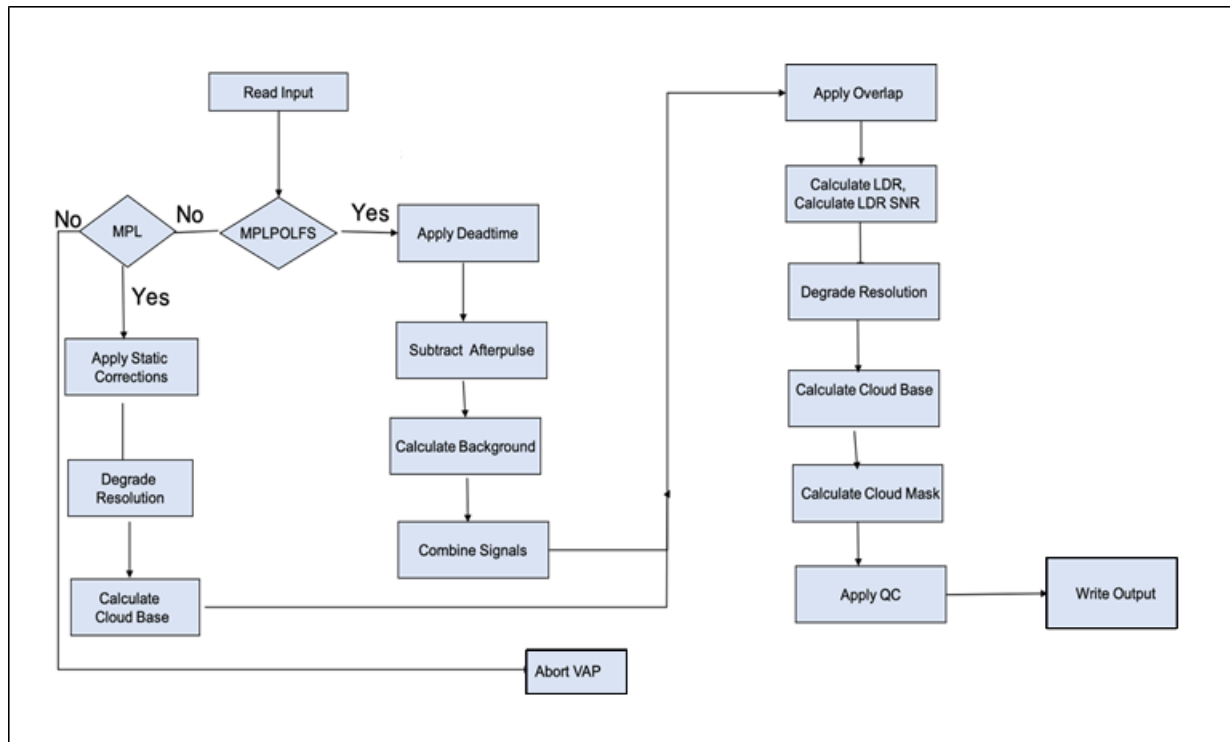 Read Input
No
MPL
No
MPLPOLFS
Yes
Yes
Apply Static
Corrections
Degrade
Resolution
Calculate
Cloud Base
Apply Deadtime
Subtract Afterpulse
Calculate Background
Combine Signals
Abort VAP
Apply Overlap
Calculate LDR,
Calculate LDR SNR
Degrade Resolution
Calculate Cloud Base
Calculate Cloud Mask
Apply QC
Write Output